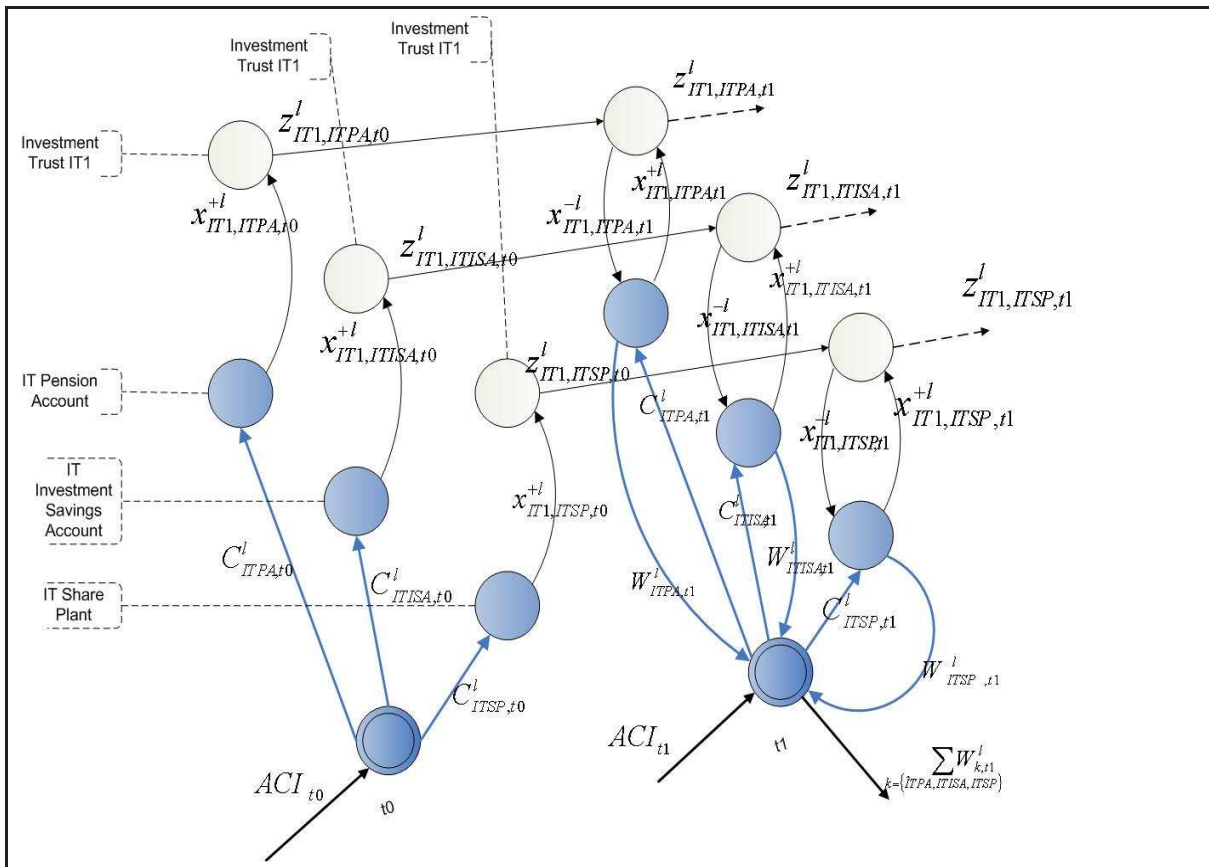 Investment
Trust IT1
Investment
Trust IT1
Investment
Trust IT1
IT Pension
Account
IT
Investment
Savings
Account
IT Share
Plant
z^l_{IT1,ITPA,t0}
z^l_{IT1,ITPA,t1}
x^{+l}_{IT1,ITPA,t0}
x^{-l}_{IT1,ITPA,t1}
x^{+l}_{IT1,ITPA,t1}
z^l_{IT1,ITISA,t0}
z^l_{IT1,ITISA,t1}
x^{+l}_{IT1,ITISA,t0}
x^{-l}_{IT1,ITISA,t1}
x^{+l}_{IT1,ITISA,t1}
z^l_{IT1,ITSP,t0}
z^l_{IT1,ITSP,t1}
x^{+l}_{IT1,ITSP,t0}
x^{-l}_{IT1,ITSP,t1}
x^{+l}_{IT1,ITSP,t1}
C^l_{ITPA,t0}
C^l_{ITISA,t0}
C^l_{ITSP,t0}
C^l_{ITPA,t1}
C^l_{ITISA,t1}
C^l_{ITSP,t1}
W^l_{ITPA,t1}
W^l_{ITISA,t1}
W^l_{ITSP,t1}
ACI_{t0}
t0
ACI_{t1}
t1
∑W^l_{k,t1}
k={ITPA,ITISA,ITSP}